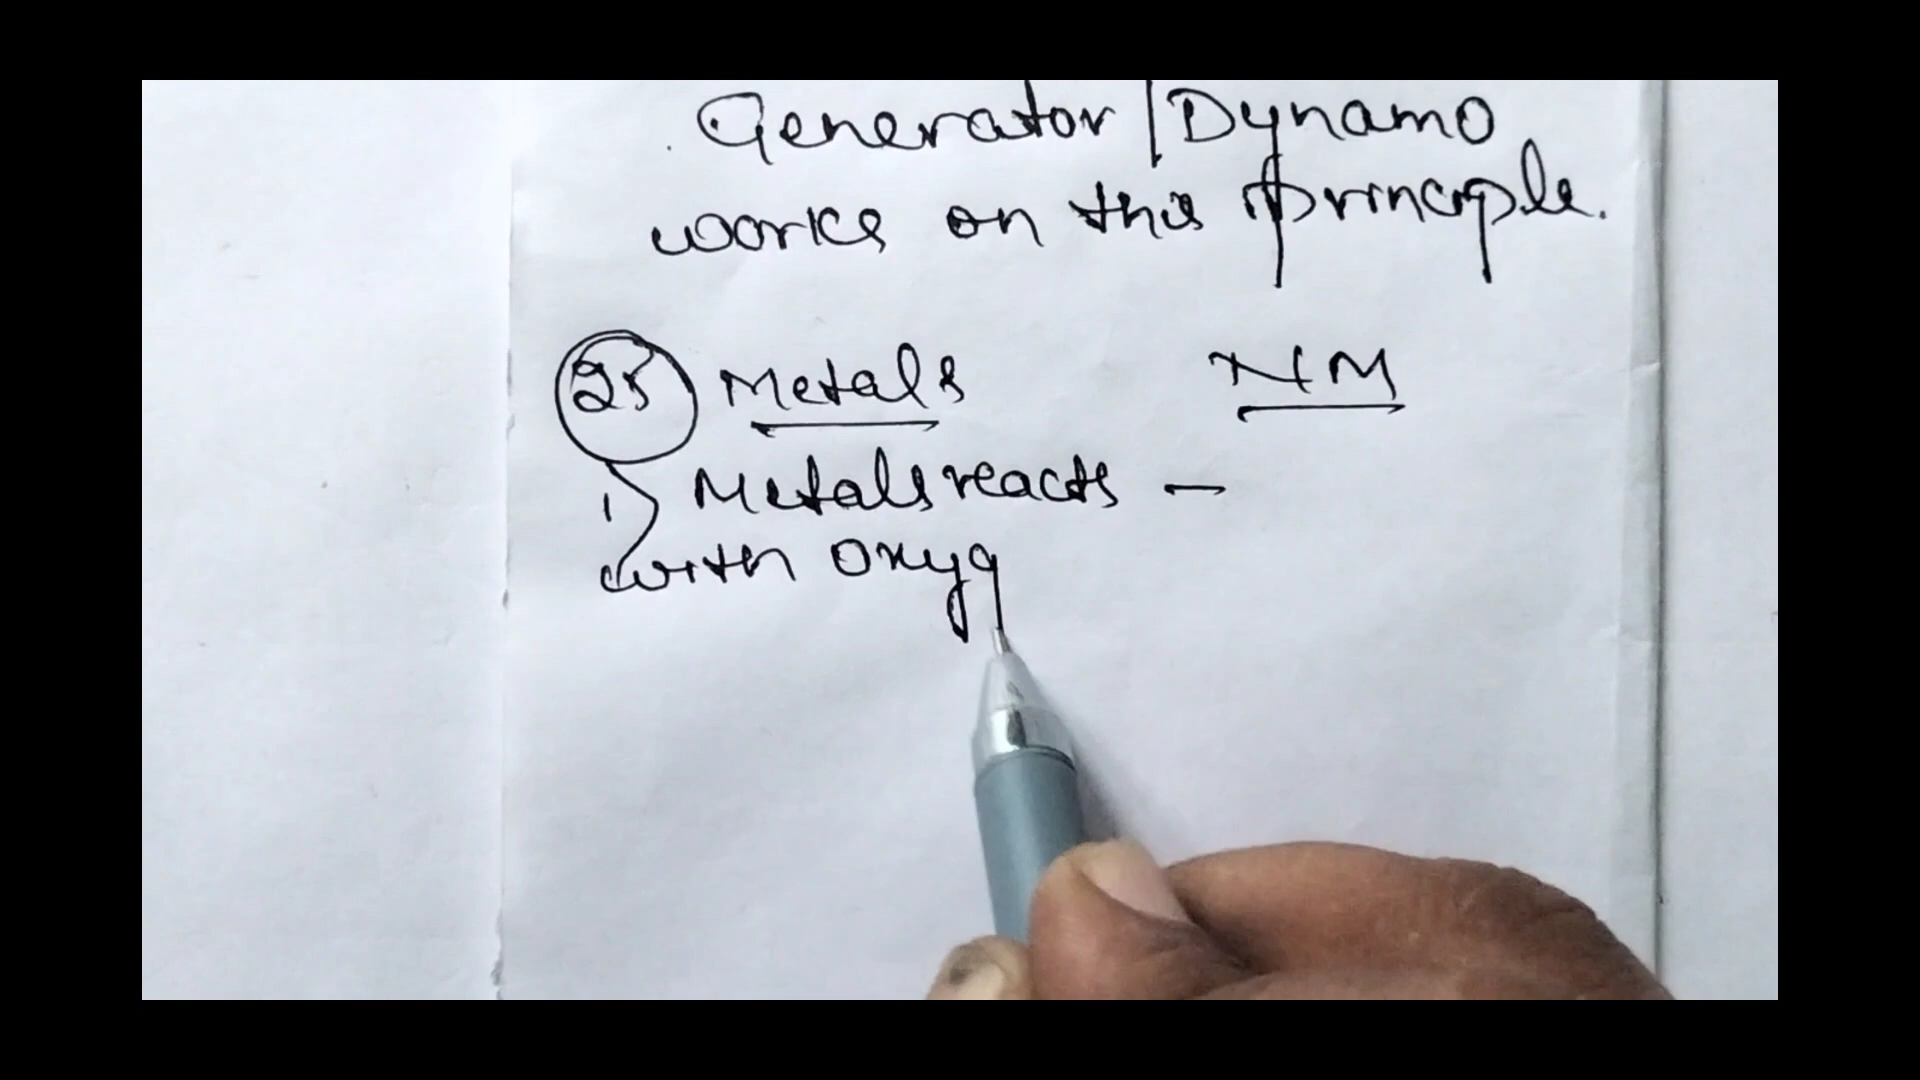 Generator/Dynamo
works on this principle.
25 Metals NM
1) Metals reacts —
with oxyg